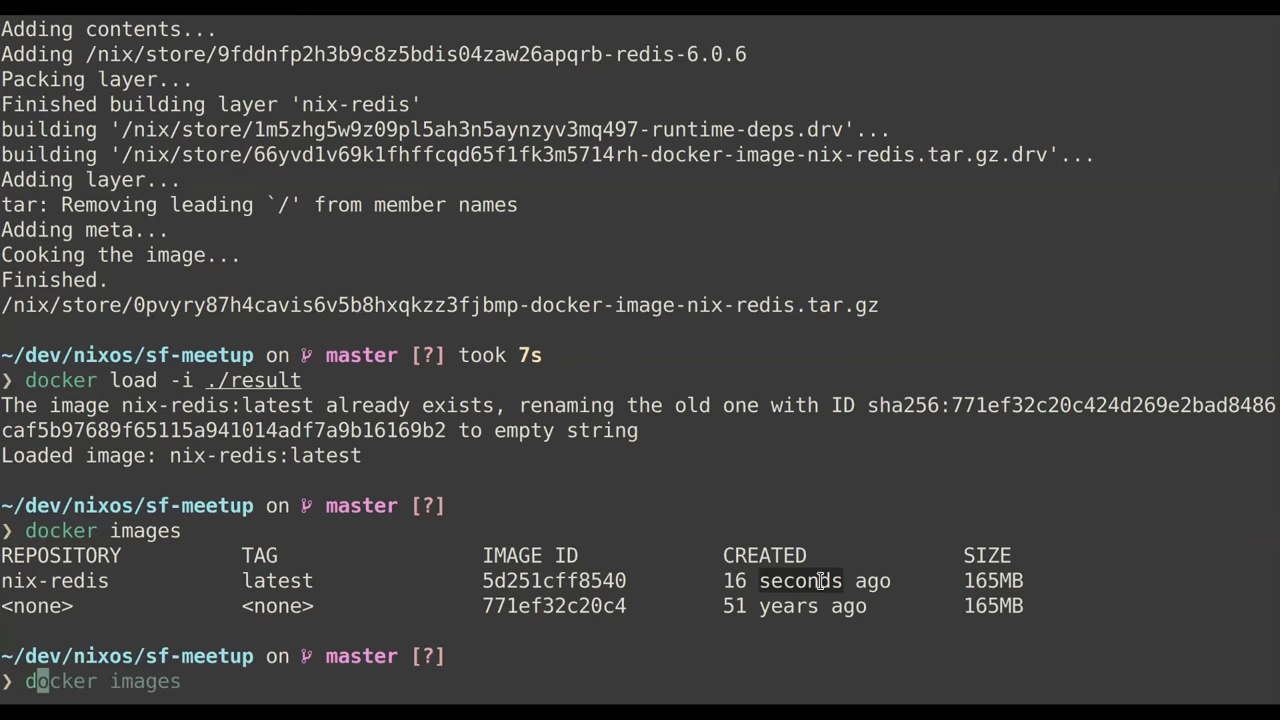 Adding contents...
Adding /nix/store/9fddnfp2h3b9c8z5bdis04zaw26apqrb-redis-6.0.6
Packing layer...
Finished building layer 'nix-redis'
building '/nix/store/1m5zhg5w9z09pl5ah3n5aynzyv3mq497-runtime-deps.drv'...
building '/nix/store/66yvd1v69k1fhffcqd65f1fk3m5714rh-docker-image-nix-redis.tar.gz.drv'...
Adding layer...
tar: Removing leading `/' from member names
Adding meta...
Cooking the image...
Finished.
/nix/store/0pvyry87h4cavis6v5b8hxqkzz3fjbmp-docker-image-nix-redis.tar.gz
~/dev/nixos/sf-meetup on master [?] took 7s
❯ docker load -i ./result
The image nix-redis:latest already exists, renaming the old one with ID sha256:771ef32c20c424d269e2bad8486
caf5b97689f65115a941014adf7a9b16169b2 to empty string
Loaded image: nix-redis:latest
~/dev/nixos/sf-meetup on master [?]
❯ docker images
REPOSITORY TAG IMAGE ID CREATED SIZE
nix-redis latest 5d251cff8540 16 seconds ago 165MB
<none> <none> 771ef32c20c4 51 years ago 165MB
~/dev/nixos/sf-meetup on master [?]
❯ docker images